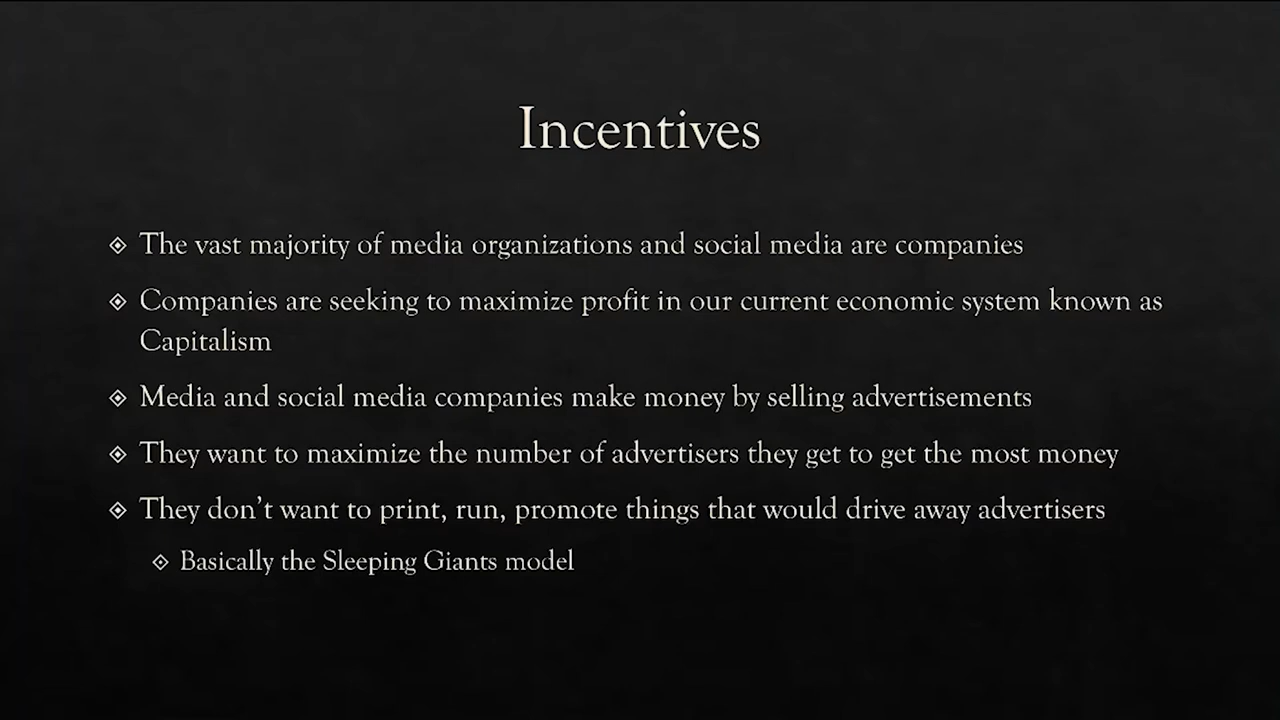 Incentives
The vast majority of media organizations and social media are companies
Companies are seeking to maximize profit in our current economic system known as
Capitalism
Media and social media companies make money by selling advertisements
They want to maximize the number of advertisers they get to get the most money
They don’t want to print, run, promote things that would drive away advertisers
Basically the Sleeping Giants model